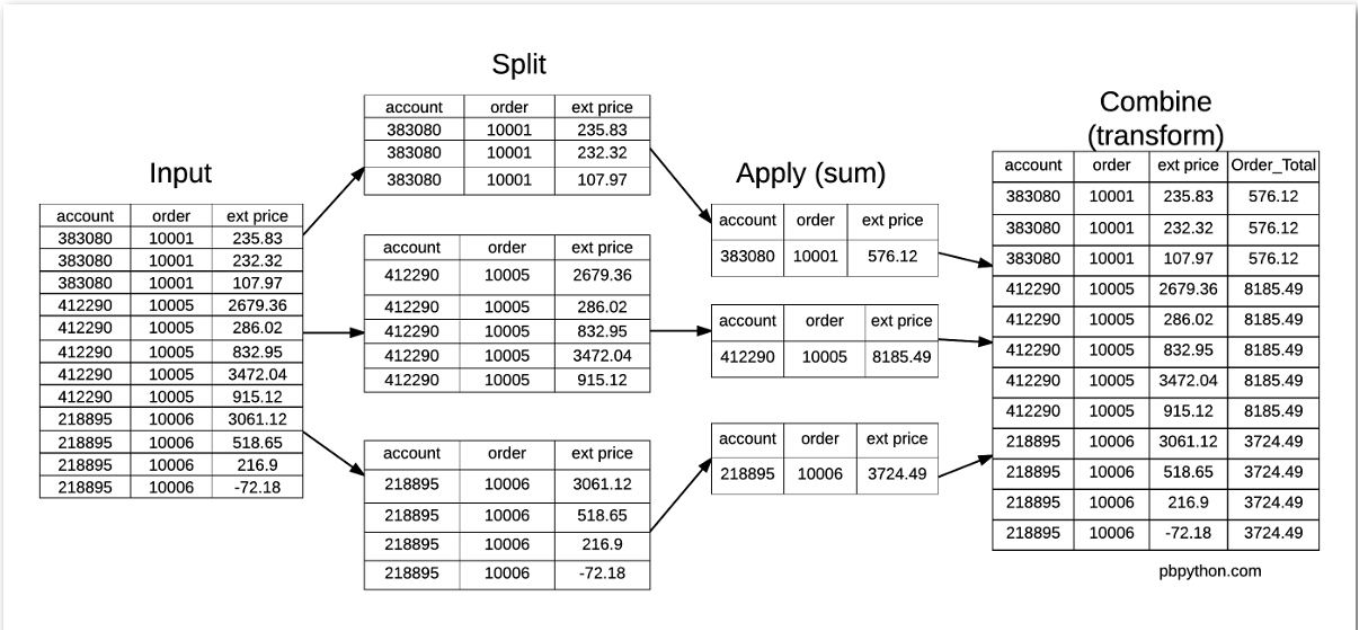 Input
account order ext price
383080 10001 235.83
383080 10001 232.32
383080 10001 107.97
412290 10005 2679.36
412290 10005 286.02
412290 10005 832.95
412290 10005 3472.04
412290 10005 915.12
218895 10006 3061.12
218895 10006 518.65
218895 10006 216.9
218895 10006 -72.18
Split
account order ext price
383080 10001 235.83
383080 10001 232.32
383080 10001 107.97
account order ext price
412290 10005 2679.36
412290 10005 286.02
412290 10005 832.95
412290 10005 3472.04
412290 10005 915.12
account order ext price
218895 10006 3061.12
218895 10006 518.65
218895 10006 216.9
218895 10006 -72.18
Apply (sum)
account order ext price
383080 10001 576.12
account order ext price
412290 10005 8185.49
account order ext price
218895 10006 3724.49
Combine
(transform)
account order ext price Order_Total
383080 10001 235.83 576.12
383080 10001 232.32 576.12
383080 10001 107.97 576.12
412290 10005 2679.36 8185.49
412290 10005 286.02 8185.49
412290 10005 832.95 8185.49
412290 10005 3472.04 8185.49
412290 10005 915.12 8185.49
218895 10006 3061.12 3724.49
218895 10006 518.65 3724.49
218895 10006 216.9 3724.49
218895 10006 -72.18 3724.49
pbpython.com